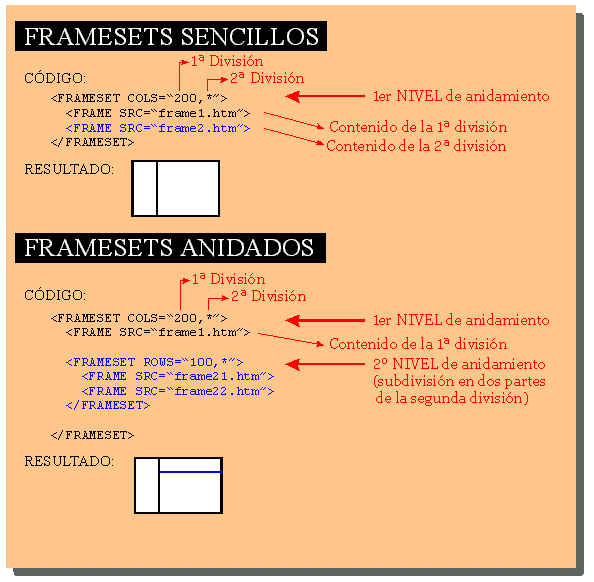 FRAMESETS SENCILLOS
1ª División
CÓDIGO: 2ª División
<FRAMESET COLS=“200,*”> 1er NIVEL de anidamiento
<FRAME SRC=“frame1.htm”> Contenido de la 1ª división
<FRAME SRC=“frame2.htm”> Contenido de la 2ª división
</FRAMESET>
RESULTADO:
FRAMESETS ANIDADOS
1ª División
CÓDIGO: 2ª División
<FRAMESET COLS=“200,*”> 1er NIVEL de anidamiento
<FRAME SRC=“frame1.htm”> Contenido de la 1ª división
<FRAMESET ROWS=“100,*”> 2º NIVEL de anidamiento
<FRAME SRC=“frame21.htm”> (subdivisión en dos partes
<FRAME SRC=“frame22.htm”> de la segunda división)
</FRAMESET>
</FRAMESET>
RESULTADO: